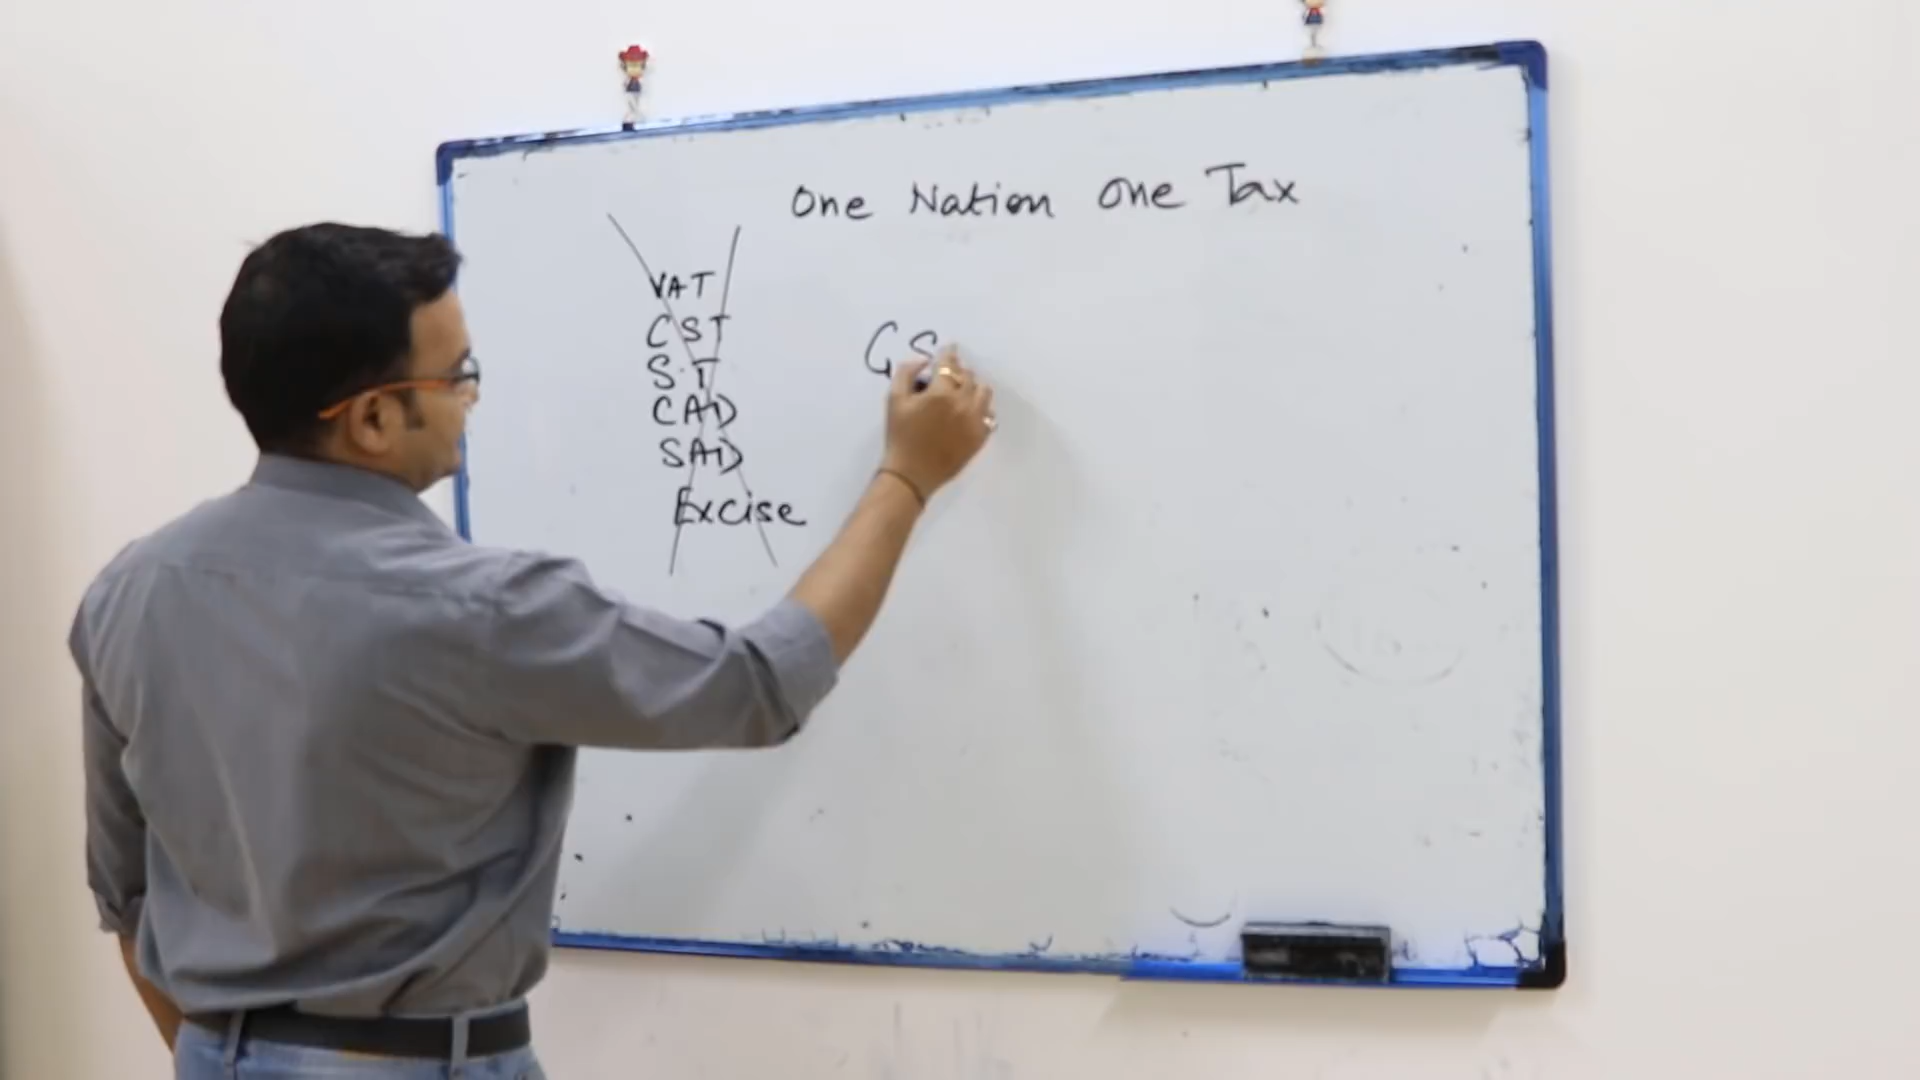 One Nation One Tax
VAT
CST
S.T
CAD
SAD
Excise
GS